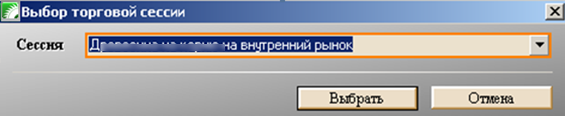 Выбор торговой сессии
Сессия
Древесина на корню на внутренний рынок
Выбрать
Отмена